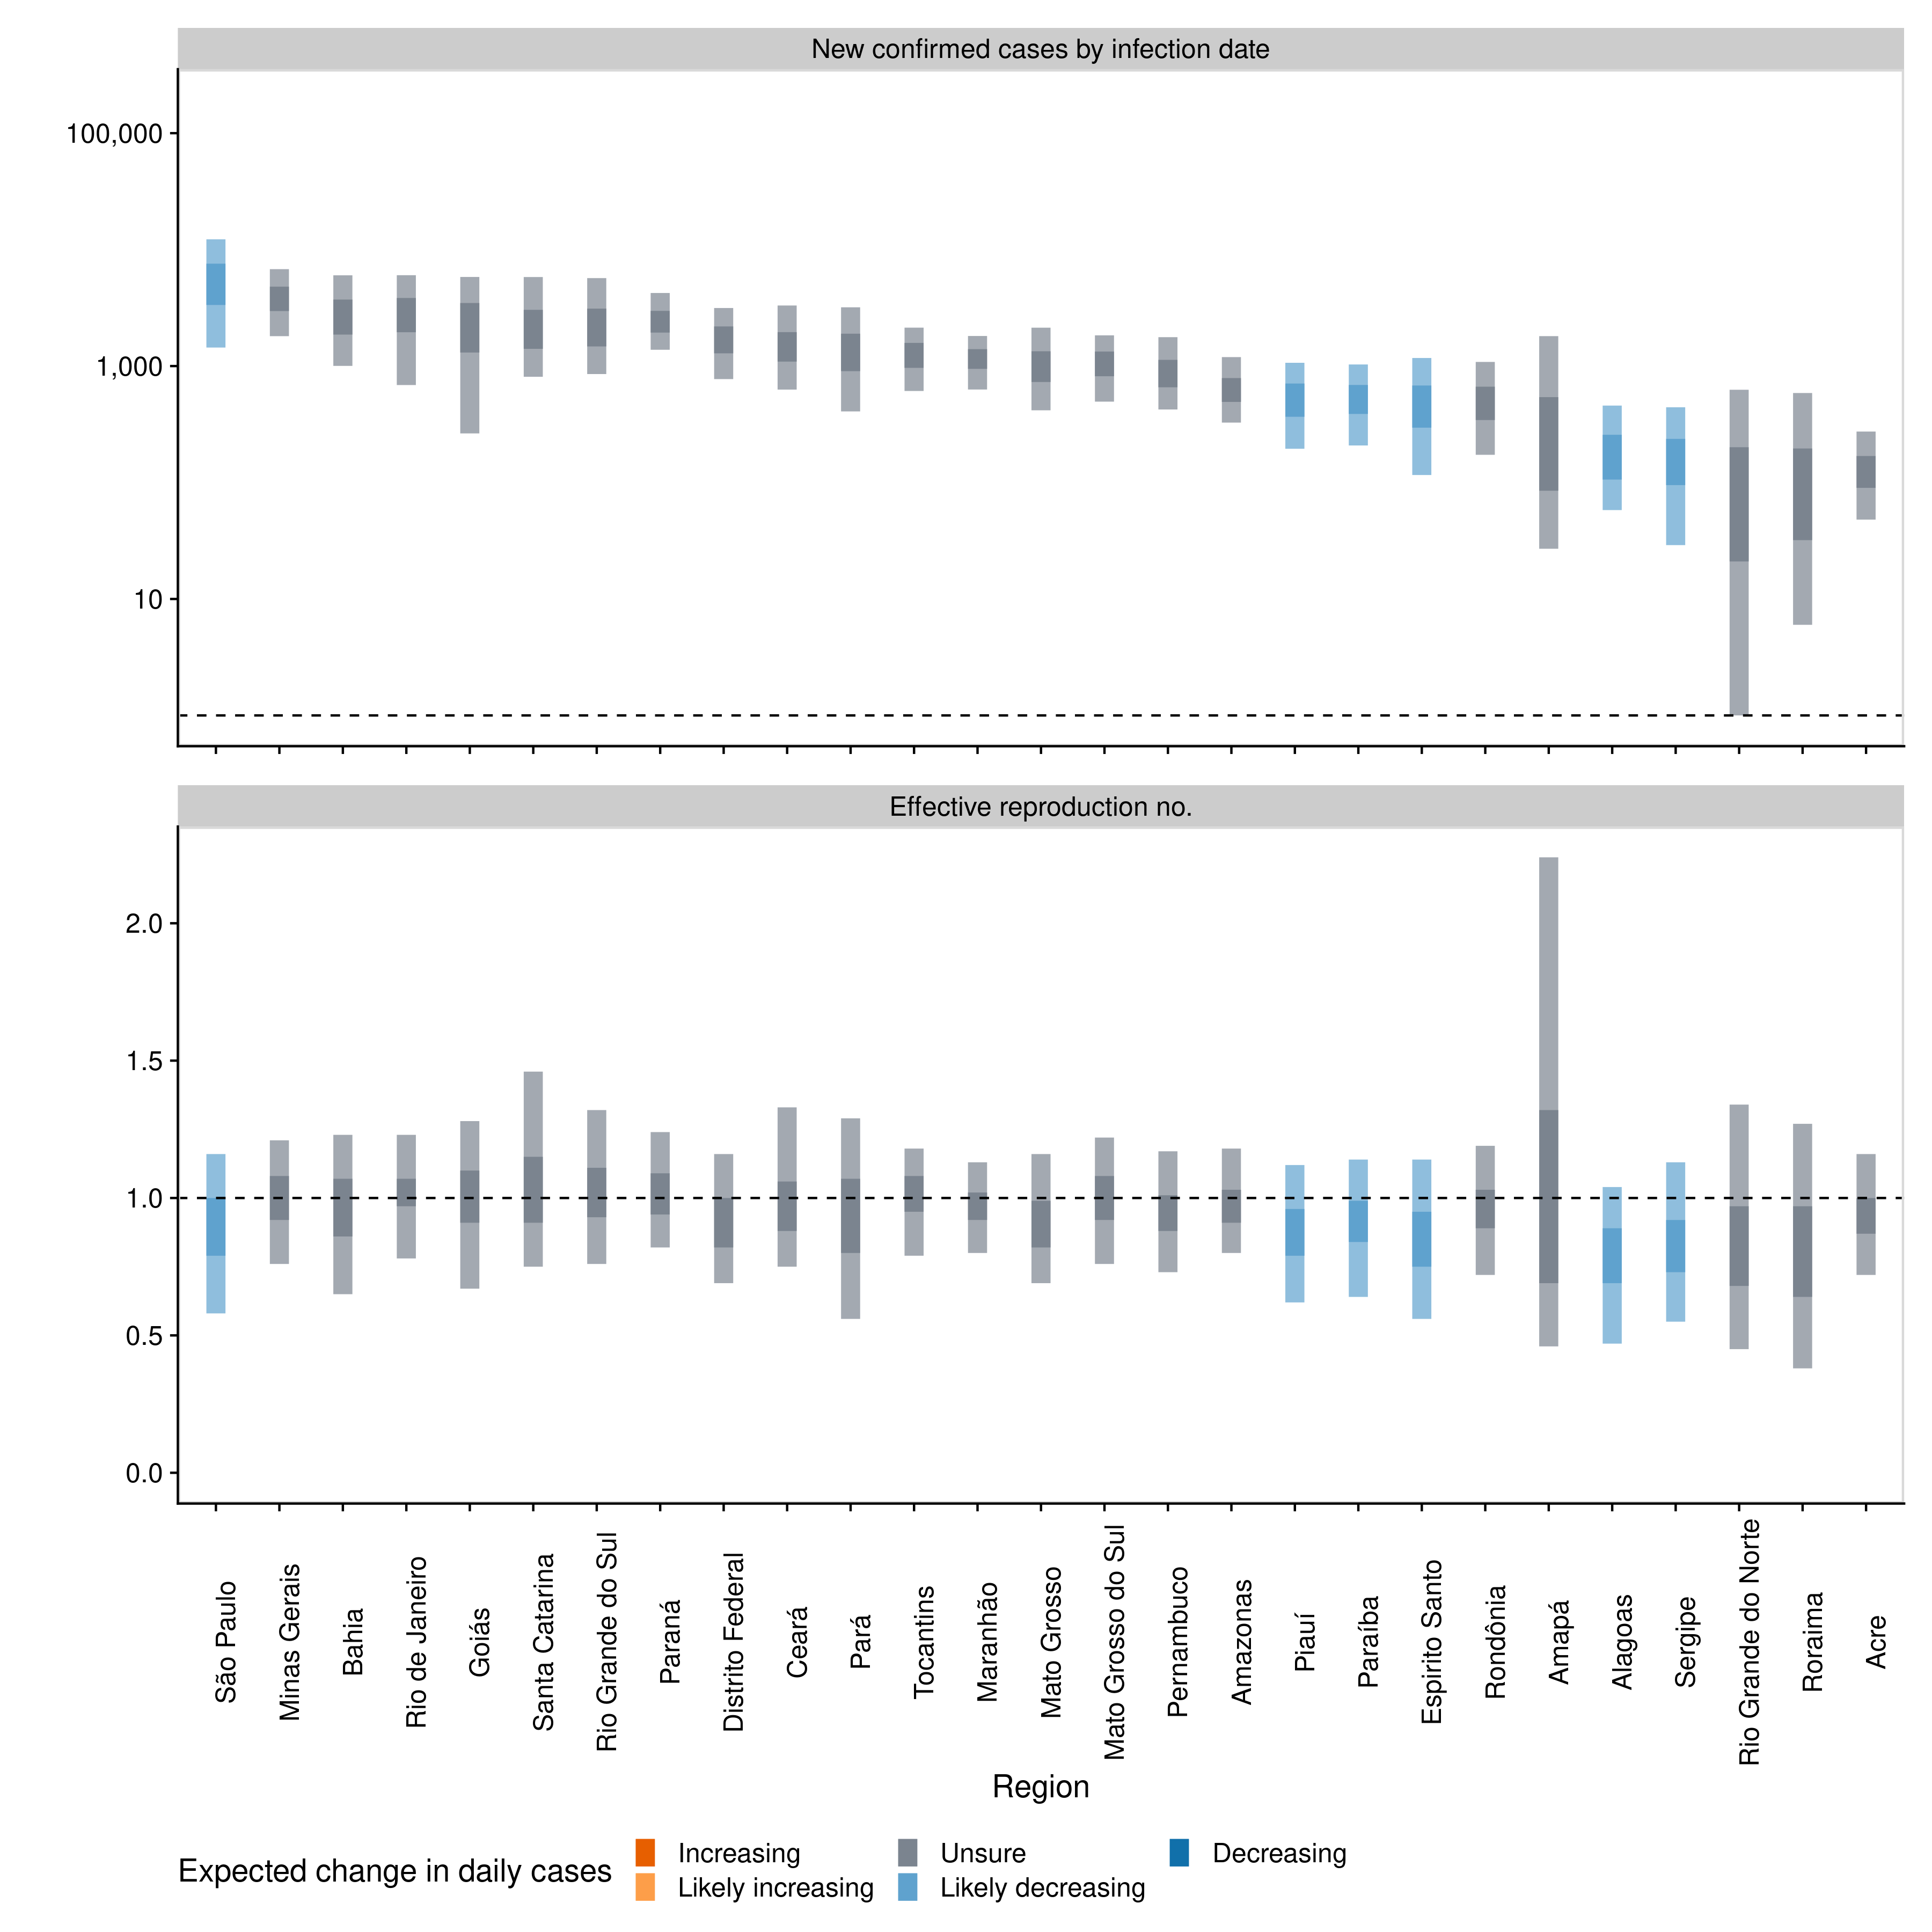 New confirmed cases by infection date
100,000
1,000
10
Effective reproduction no.
2.0
1.5
1.0
0.5
0.0
São Paulo
Minas Gerais
Bahia
Rio de Janeiro
Goiás
Santa Catarina
Rio Grande do Sul
Paraná
Distrito Federal
Ceará
Pará
Tocantins
Maranhão
Mato Grosso
Mato Grosso do Sul
Pernambuco
Amazonas
Piauí
Paraíba
Espirito Santo
Rondônia
Amapá
Alagoas
Sergipe
Rio Grande do Norte
Roraima
Acre
Region
Expected change in daily cases
Increasing
Likely increasing
Unsure
Likely decreasing
Decreasing